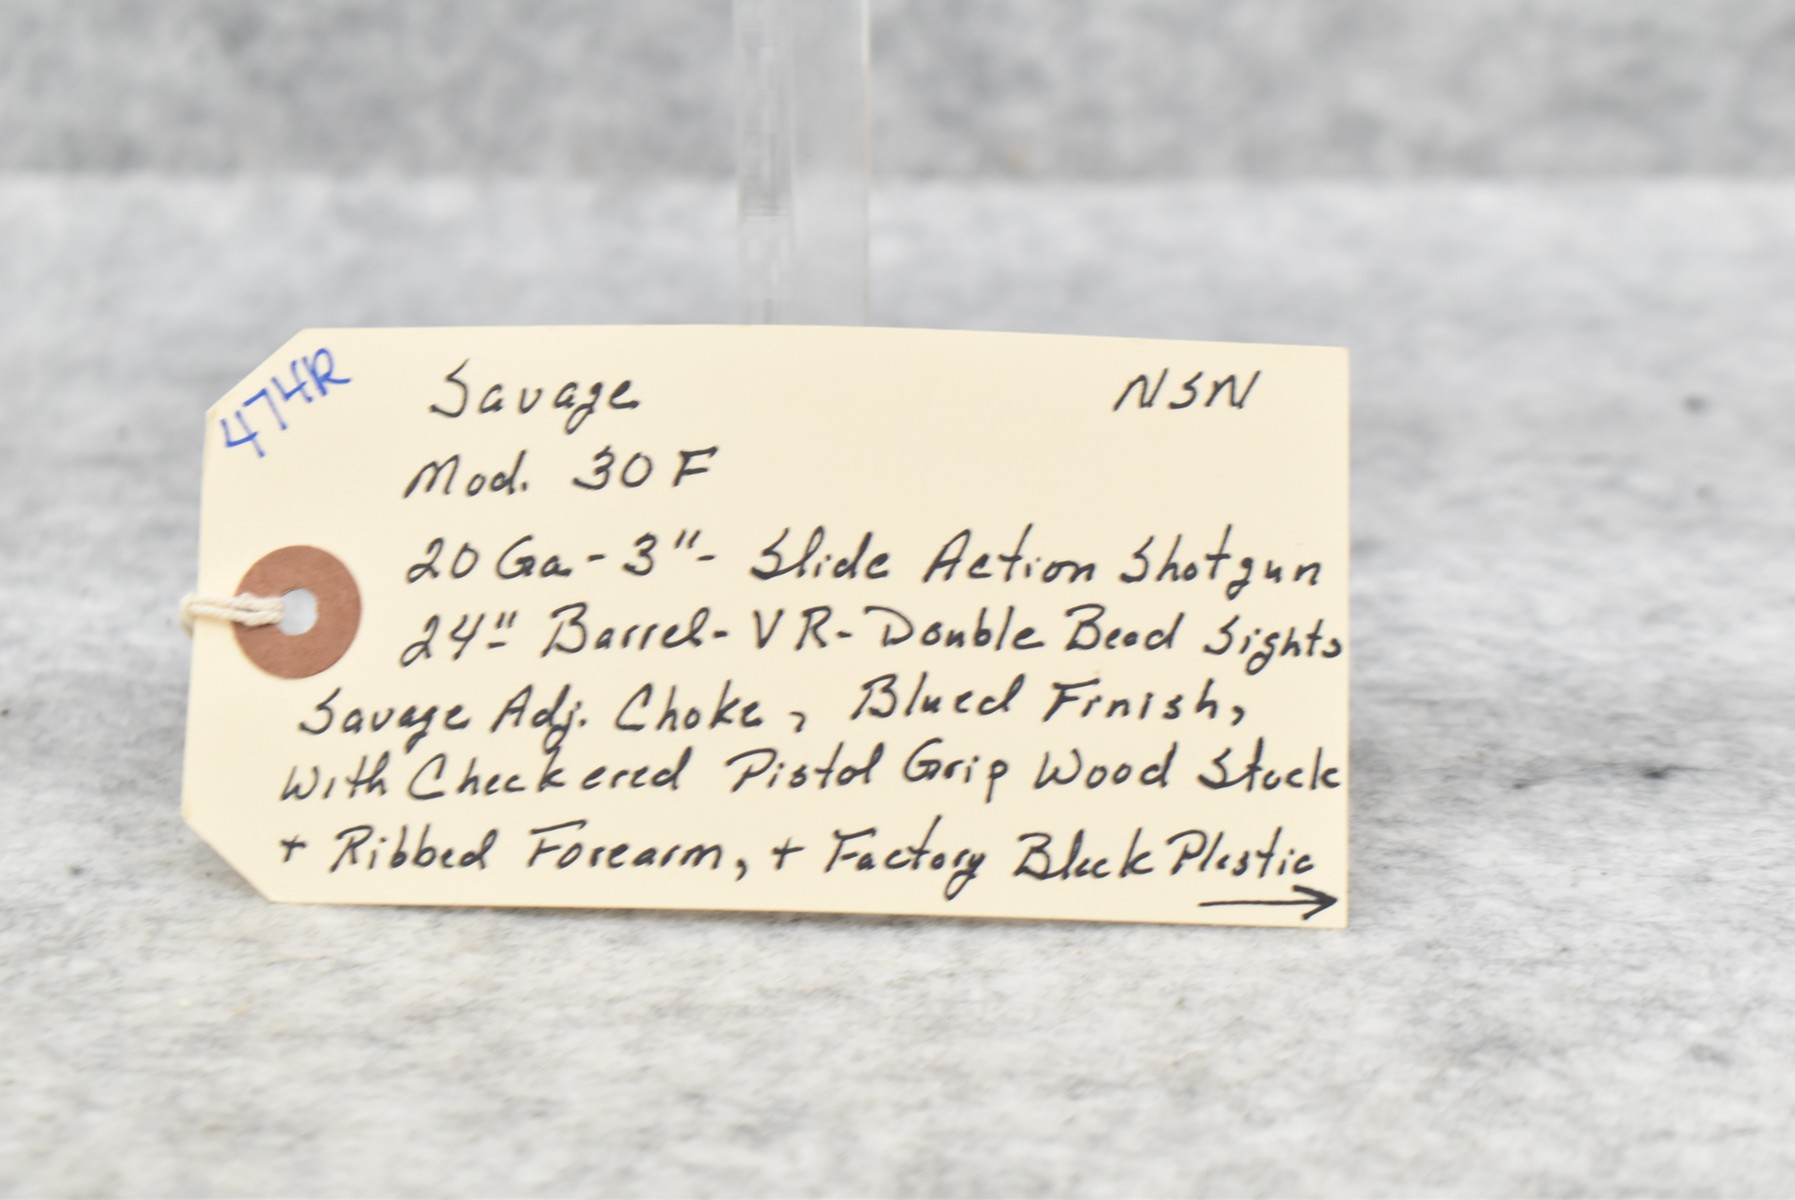 474R
Savage NSN
Mod. 30F
20 Ga - 3" - Slide Action Shotgun
24" Barrel - VR - Double Bead Sights
Savage Adj. Choke, Blued Finish,
With Checkered Pistol Grip Wood Stock
+ Ribbed Forearm, + Factory Black Plastic
→